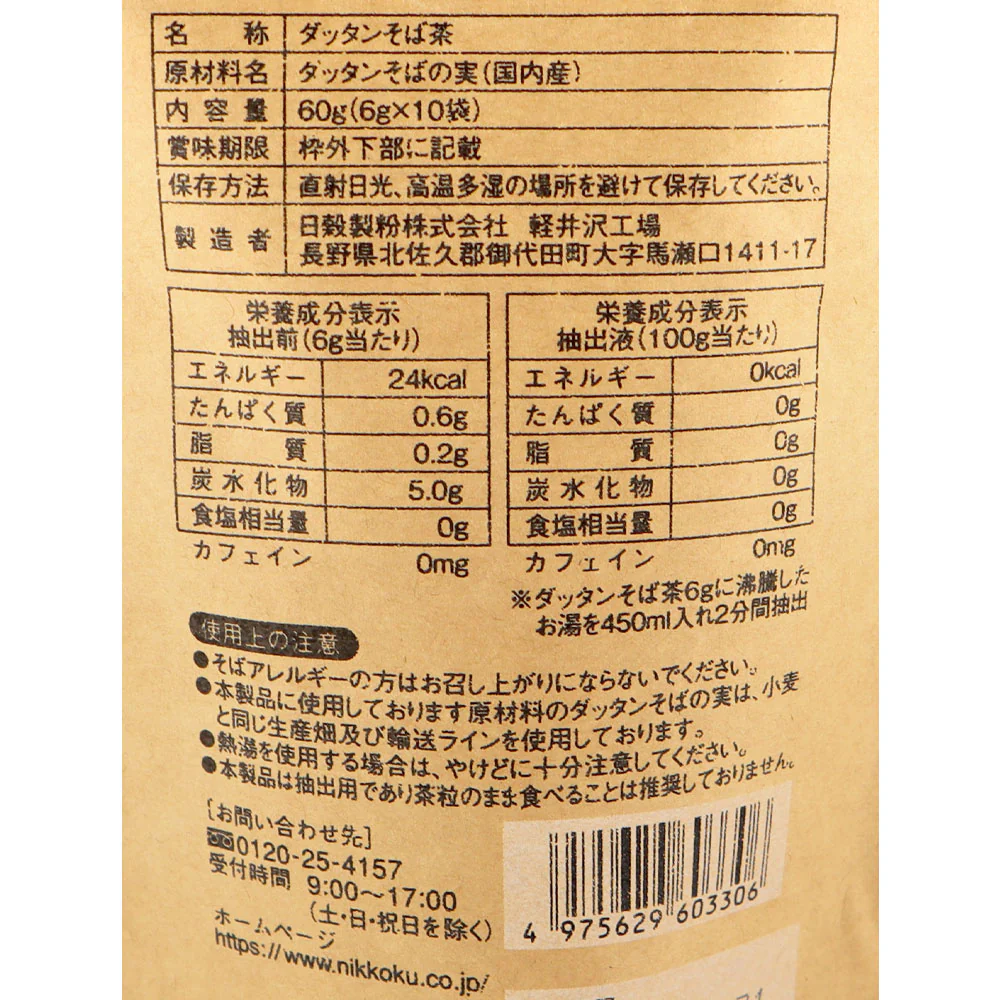 名称 ダッタンそば茶
原材料名 ダッタンそばの実(国内産)
内容量 60g(6g×10袋)
賞味期限 枠外下部に記載
保存方法 直射日光、高温多湿の場所を避けて保存してください。
製造者 日穀製粉株式会社 軽井沢工場
長野県北佐久郡御代田町大字馬瀬口1411-17
栄養成分表示
抽出前(6g当たり)
エネルギー 24kcal
たんぱく質 0.6g
脂質 0.2g
炭水化物 5.0g
食塩相当量 0g
カフェイン 0mg
栄養成分表示
抽出液(100g当たり)
エネルギー 0kcal
たんぱく質 0g
脂質 0g
炭水化物 0g
食塩相当量 0g
カフェイン 0mg
※ダッタンそば茶6gに沸騰した
お湯を450ml入れ2分間抽出
使用上の注意
●そばアレルギーの方はお召し上がりにならないでください。
●本製品に使用しております原材料のダッタンそばの実は、小麦
と同じ生産畑及び輸送ラインを使用しております。
●熱湯を使用する場合は、やけどに十分注意してください。
●本製品は抽出用であり茶粒のまま食べることは推奨しておりません。
[お問い合わせ先]
0120-25-4157
受付時間 9:00〜17:00
(土・日・祝日を除く)
ホームページ
https://www.nikkoku.co.jp/
4 975629 603306